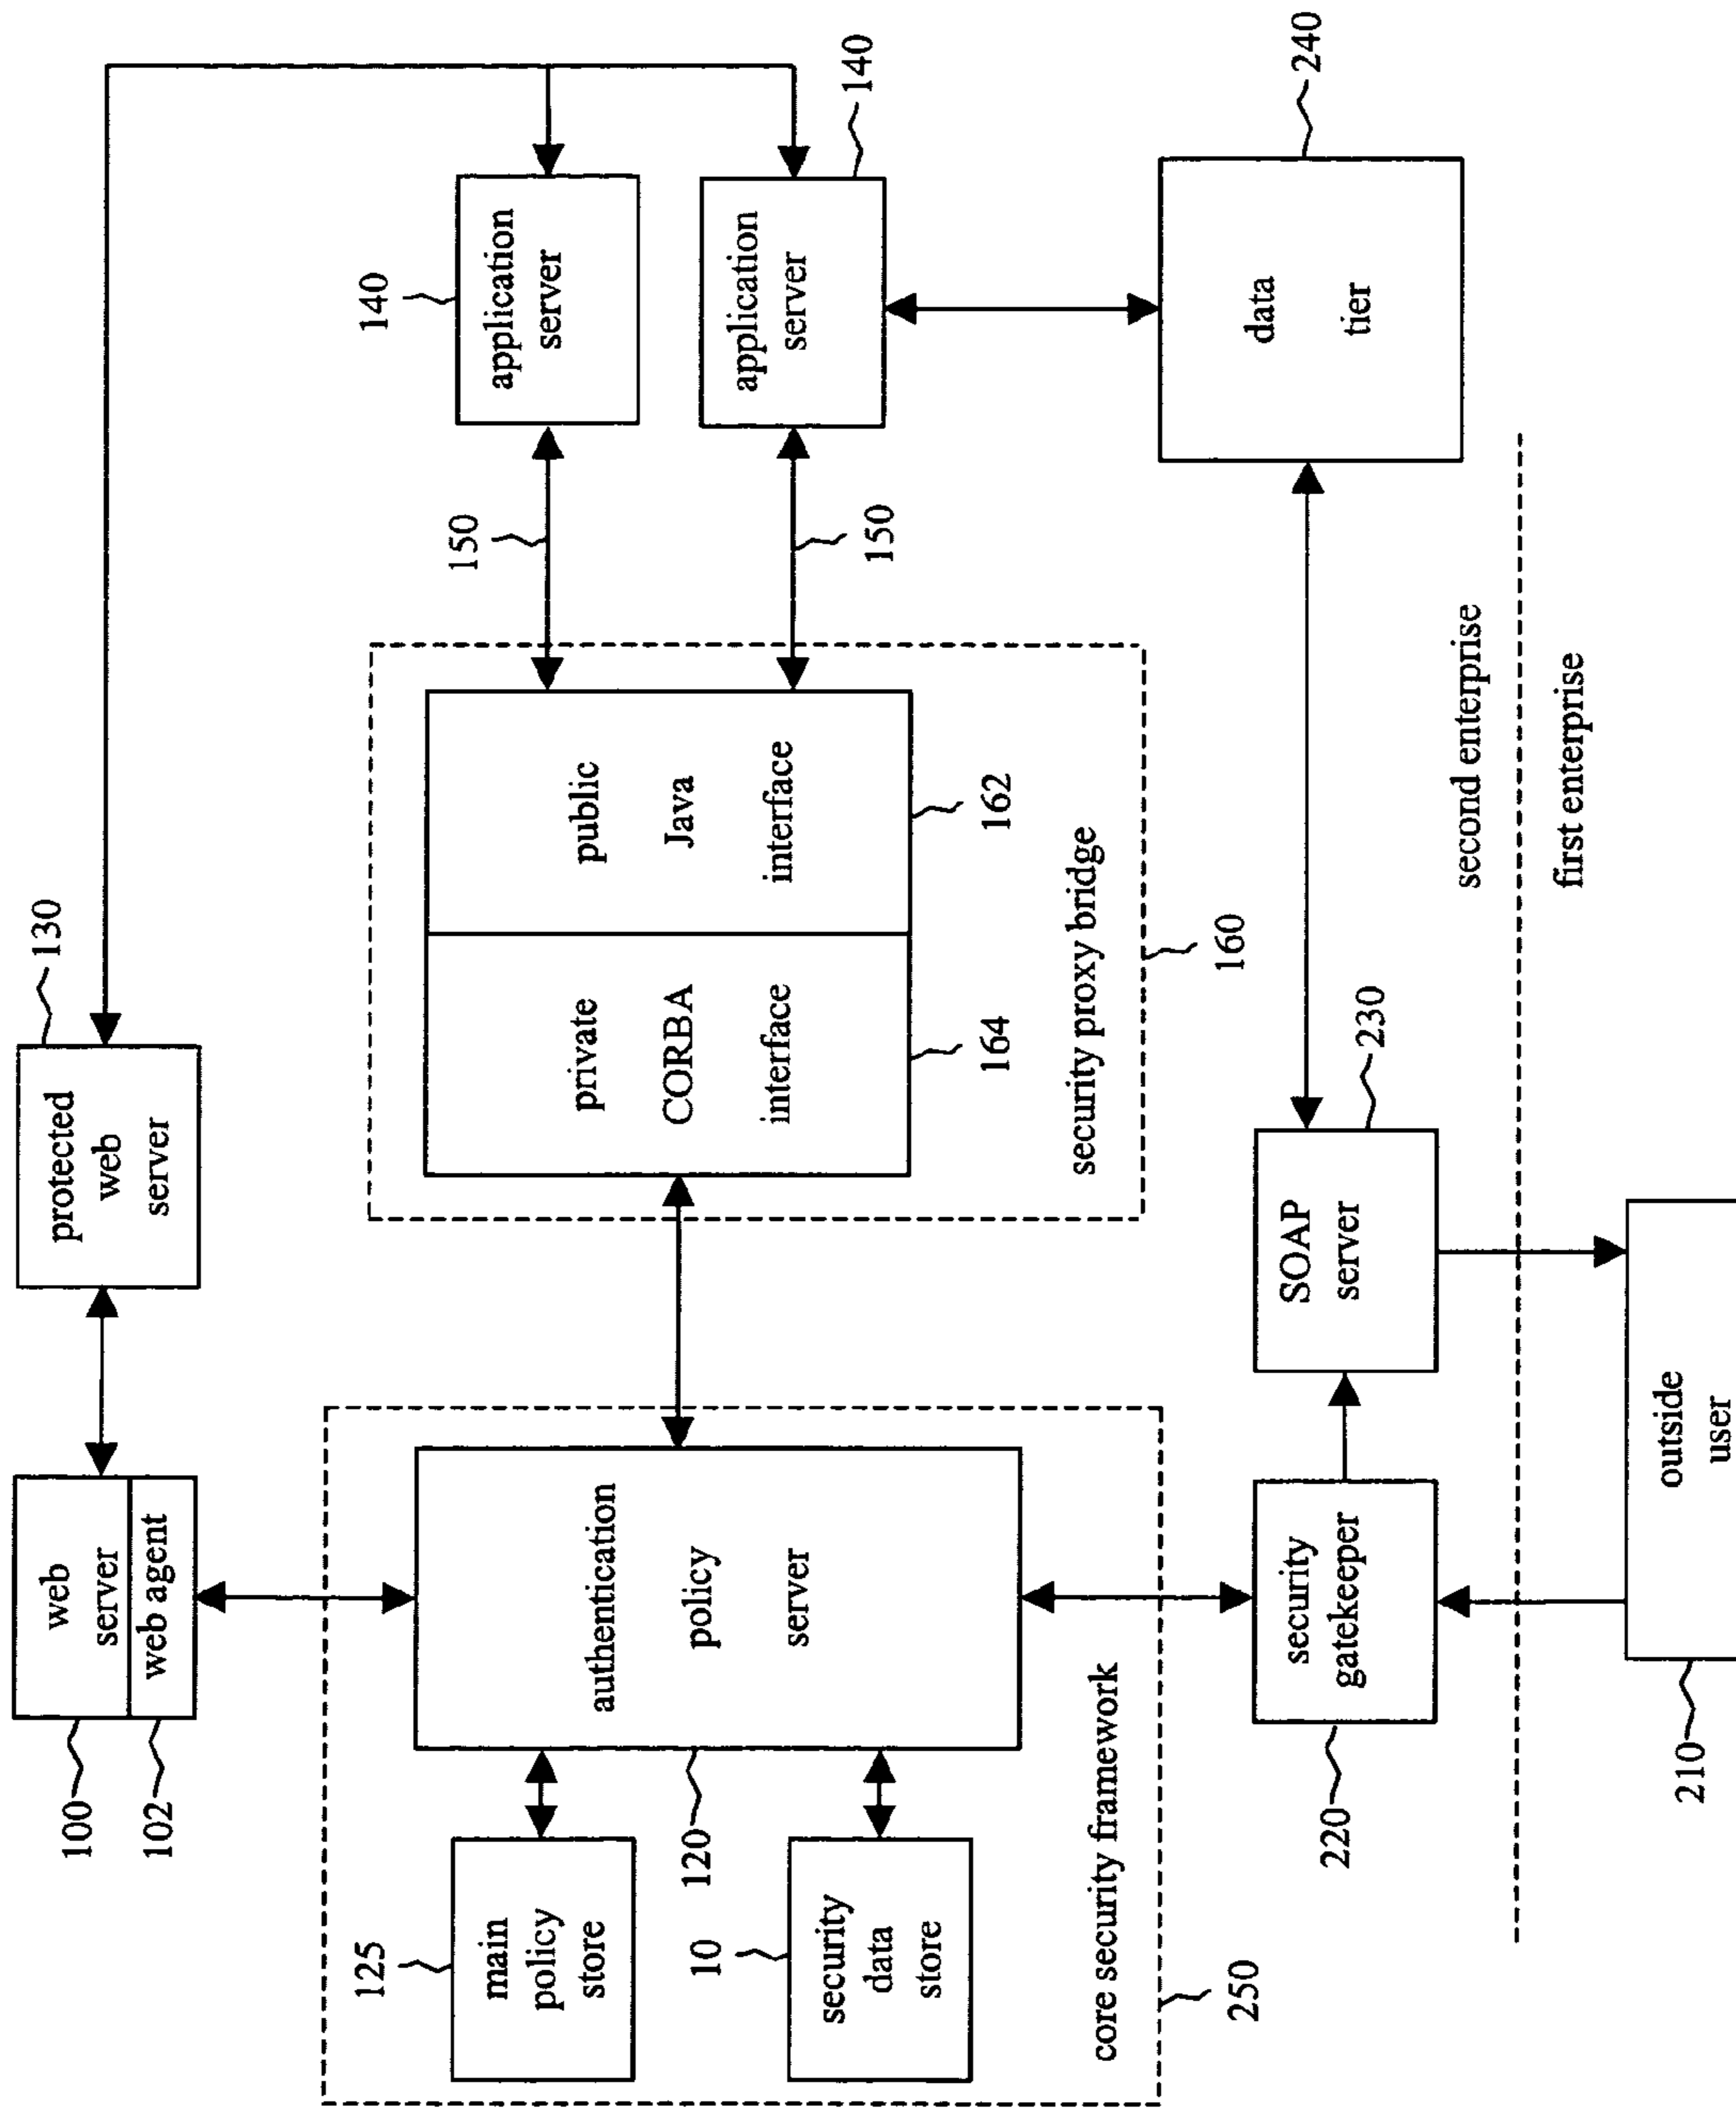 100
web
server
102
web agent
130
protected
web
server
125
main
policy
store
10
security
data
store
120
authentication
policy
server
core security framework
250
private
CORBA
interface
164
public
Java
interface
162
security proxy bridge
160
150
150
140
application
server
140
application
server
220
security
gatekeeper
230
SOAP
server
240
data
tier
second enterprise
first enterprise
210
outside
user